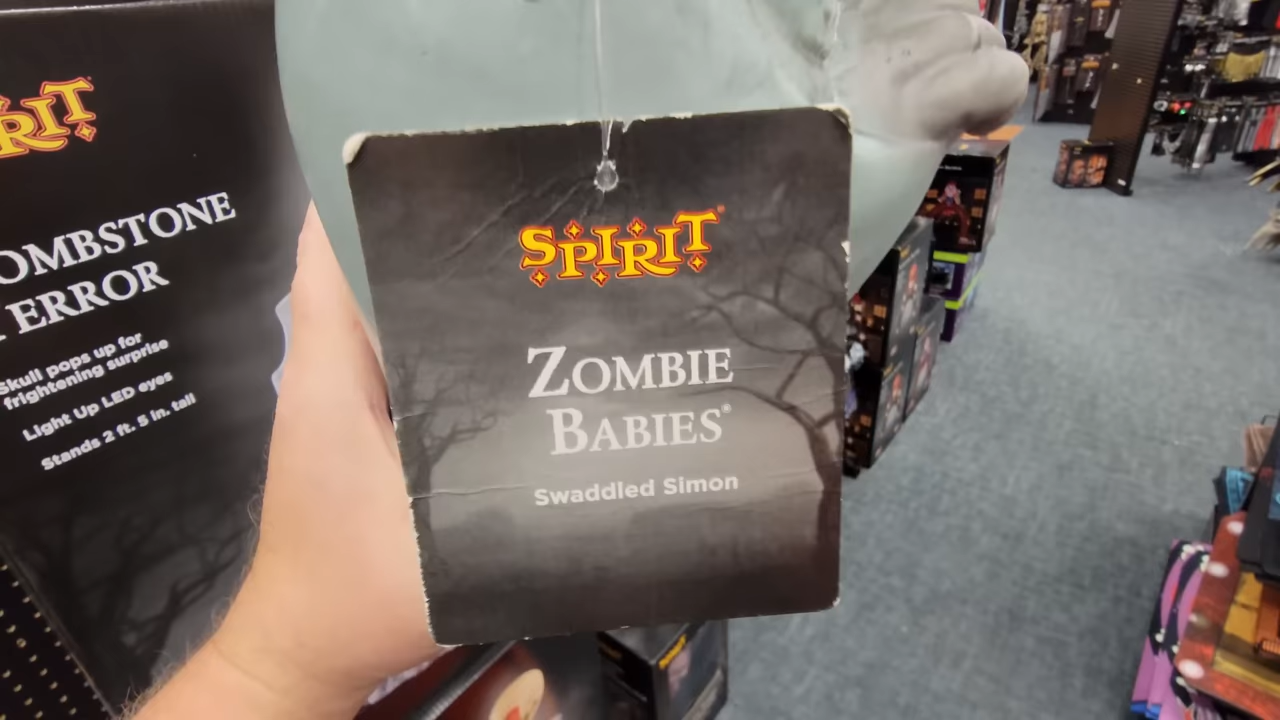 RIT
OMBSTONE
ERROR
Skull pops up for
frightening surprise
Light Up LED eyes
Stands 2 ft. 5 in. tall
SPIRIT®
ZOMBIE
BABIES®
Swaddled Simon